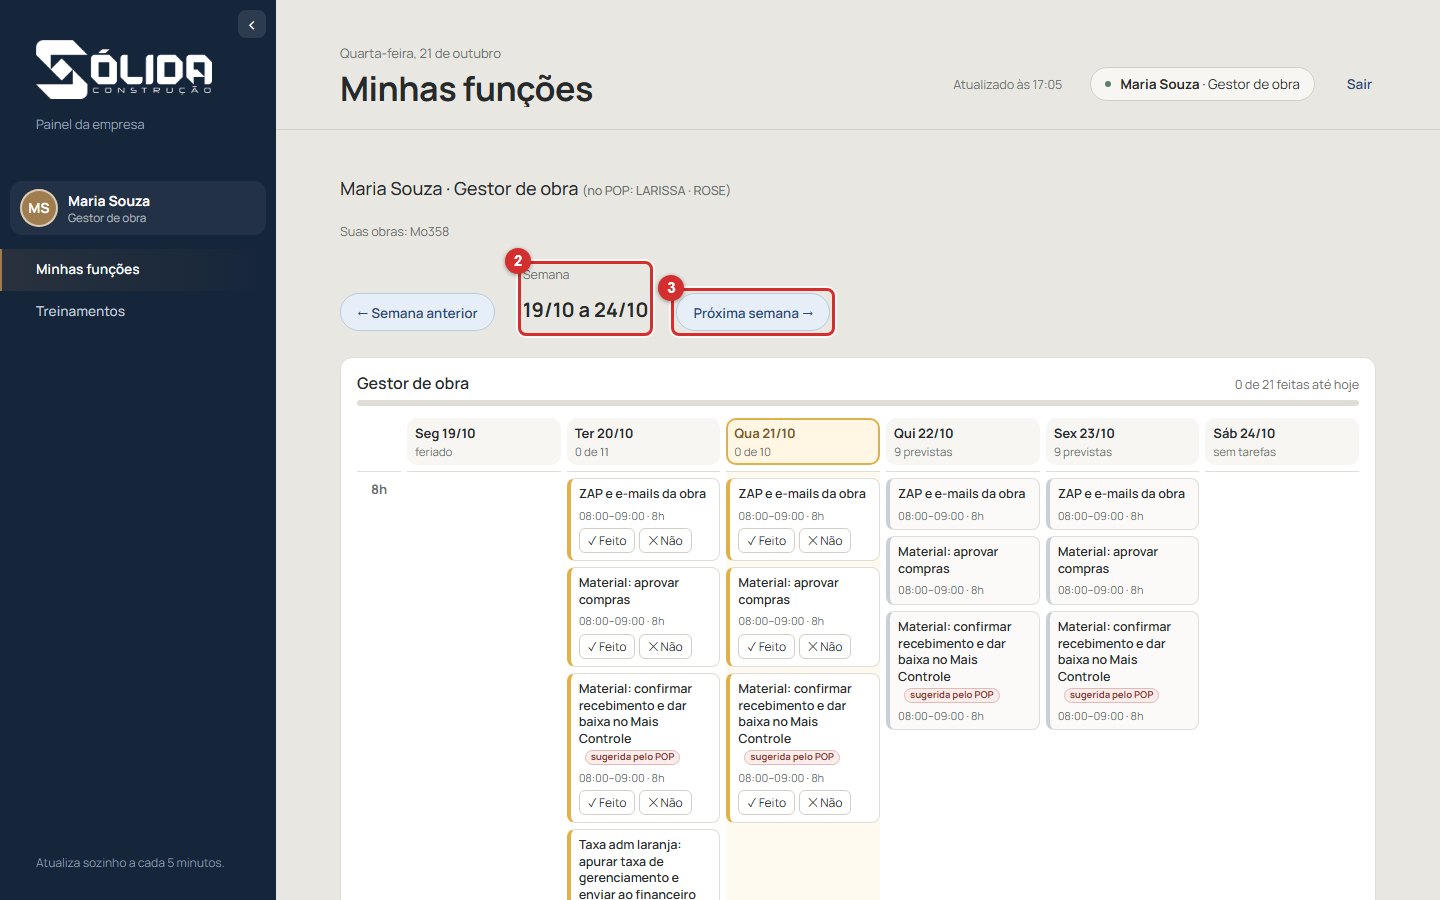 SÓLIDA
CONSTRUÇÃO
Painel da empresa
MS
Maria Souza
Gestor de obra
Minhas funções
Treinamentos
Atualiza sozinho a cada 5 minutos.
Quarta-feira, 21 de outubro
Minhas funções
Atualizado às 17:05
Maria Souza · Gestor de obra
Sair
Maria Souza · Gestor de obra (no POP: LARISSA · ROSE)
Suas obras: Mo358
← Semana anterior
2
Semana
19/10 a 24/10
3
Próxima semana →
Gestor de obra
0 de 21 feitas até hoje
Seg 19/10
feriado
Ter 20/10
0 de 11
Qua 21/10
0 de 10
Qui 22/10
9 previstas
Sex 23/10
9 previstas
Sáb 24/10
sem tarefas
8h
ZAP e e-mails da obra
08:00–09:00 · 8h
✓ Feito
✕ Não
Material: aprovar
compras
08:00–09:00 · 8h
✓ Feito
✕ Não
Material: confirmar
recebimento e dar
baixa no Mais
Controle
sugerida pelo POP
08:00–09:00 · 8h
✓ Feito
✕ Não
Taxa adm laranja:
apurar taxa de
gerenciamento e
enviar ao financeiro
ZAP e e-mails da obra
08:00–09:00 · 8h
✓ Feito
✕ Não
Material: aprovar
compras
08:00–09:00 · 8h
✓ Feito
✕ Não
Material: confirmar
recebimento e dar
baixa no Mais
Controle
sugerida pelo POP
08:00–09:00 · 8h
✓ Feito
✕ Não
ZAP e e-mails da obra
08:00–09:00 · 8h
Material: aprovar
compras
08:00–09:00 · 8h
Material: confirmar
recebimento e dar
baixa no Mais
Controle
sugerida pelo POP
08:00–09:00 · 8h
ZAP e e-mails da obra
08:00–09:00 · 8h
Material: aprovar
compras
08:00–09:00 · 8h
Material: confirmar
recebimento e dar
baixa no Mais
Controle
sugerida pelo POP
08:00–09:00 · 8h